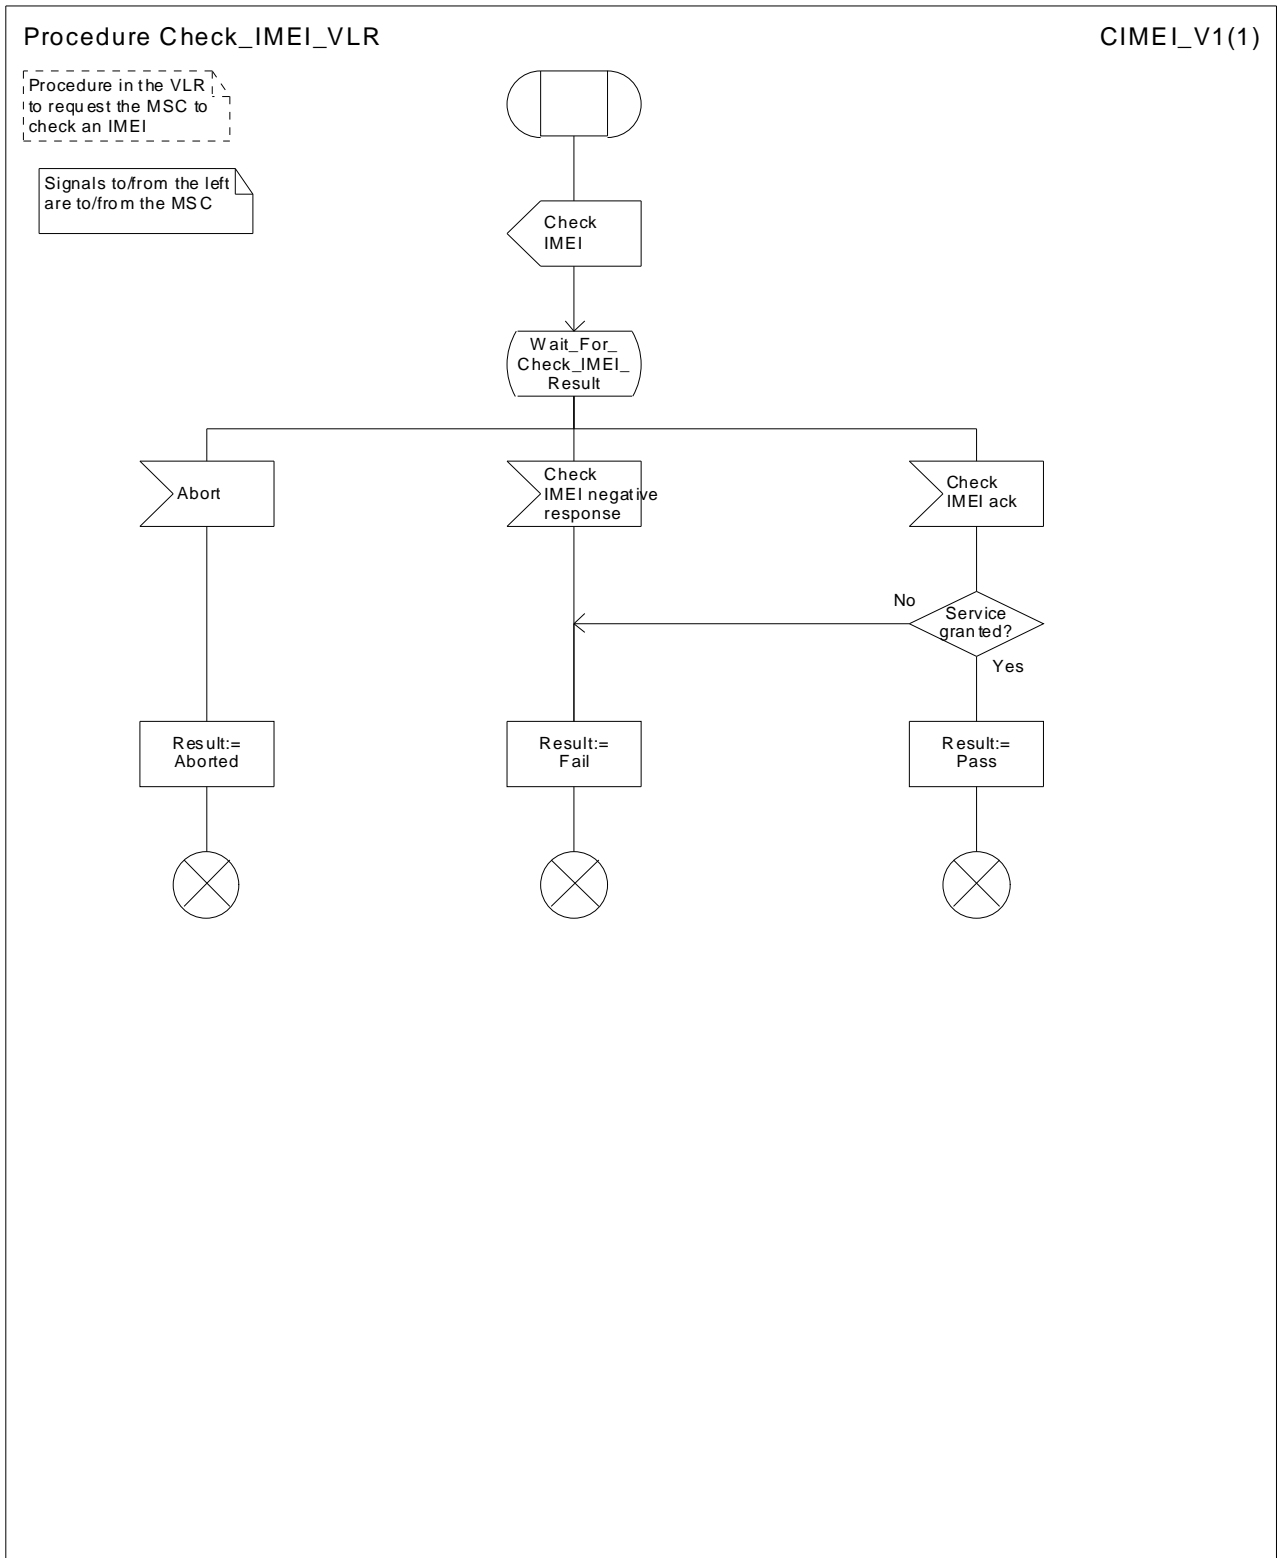 Procedure Check_IMEI_VLR
CIMEI_V1(1)
Procedure in the VLR
to request the MSC to
check an IMEI
Signals to/from the left
are to/from the MSC
Check
IMEI
Wait_For_
Check_IMEI_
Result
Abort
Check
IMEI negative
response
Check
IMEI ack
No
Service
granted?
Yes
Result:=
Aborted
Result:=
Fail
Result:=
Pass